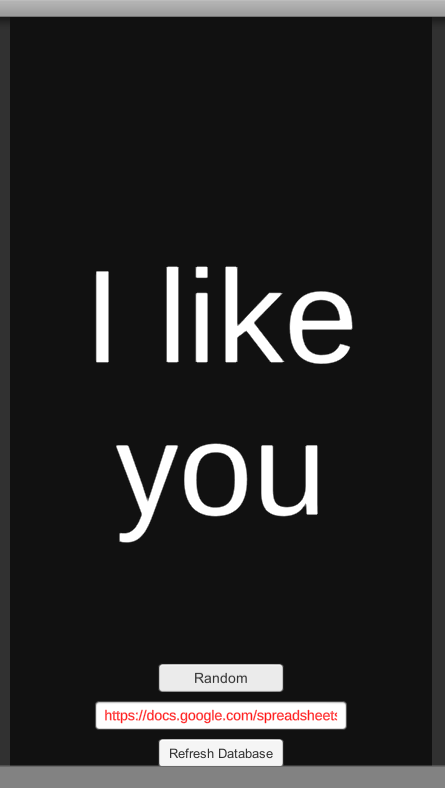 I like
you
Random
https://docs.google.com/spreadsheets
Refresh Database